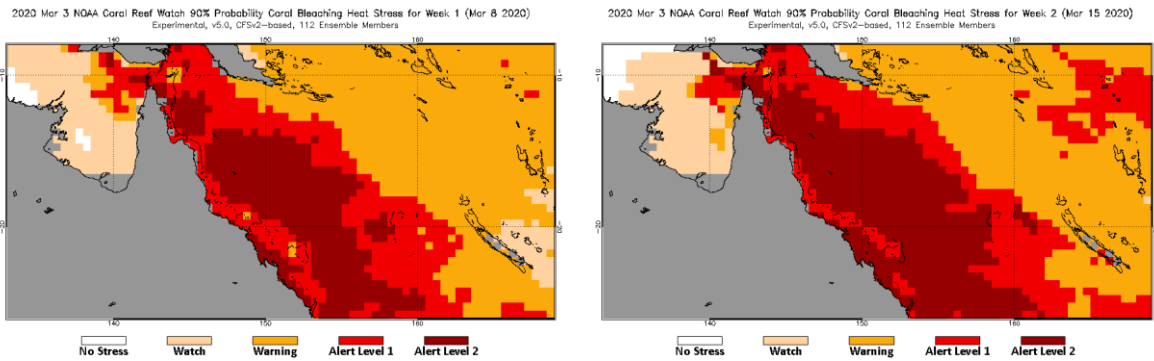 2020 Mar 3 NOAA Coral Reef Watch 90% Probability Coral Bleaching Heat Stress for Week 1 (Mar 8 2020)
Experimental, v5.0, CFSv2-based, 112 Ensemble Members
-10
-10
-20
140
150
160
No Stress
Watch
Warning
Alert Level 1
Alert Level 2
2020 Mar 3 NOAA Coral Reef Watch 90% Probability Coral Bleaching Heat Stress for Week 2 (Mar 15 2020)
Experimental, v5.0, CFSv2-based, 112 Ensemble Members
-10
-10
-20
-20
140
150
160
No Stress
Watch
Warning
Alert Level 1
Alert Level 2